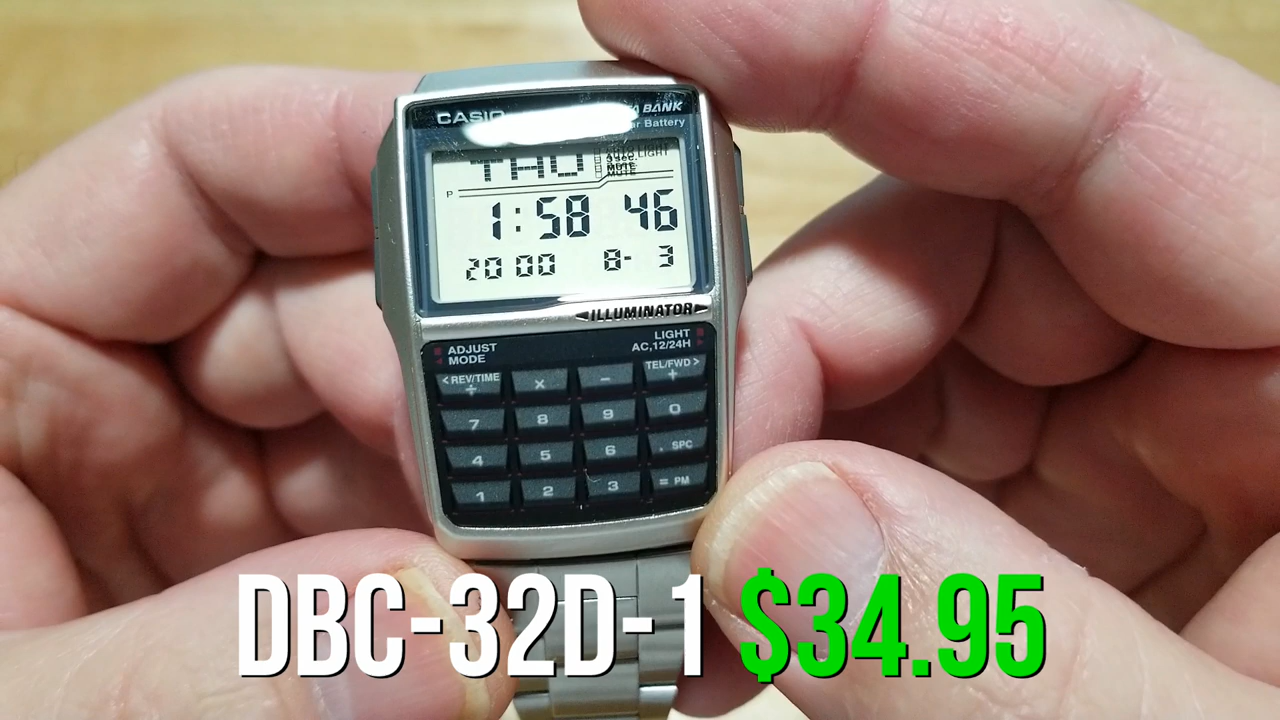 CASIO BANK
Battery
THU
P
1:58 46
2000 8- 3
ILLUMINATOR
ADJUST LIGHT
MODE AC,12/24H
<REV/TIME TEL/FWD>
÷ × − +
7 8 9 0
4 5 6 . SPC
1 2 3 = PM
DBC-32D-1 $34.95